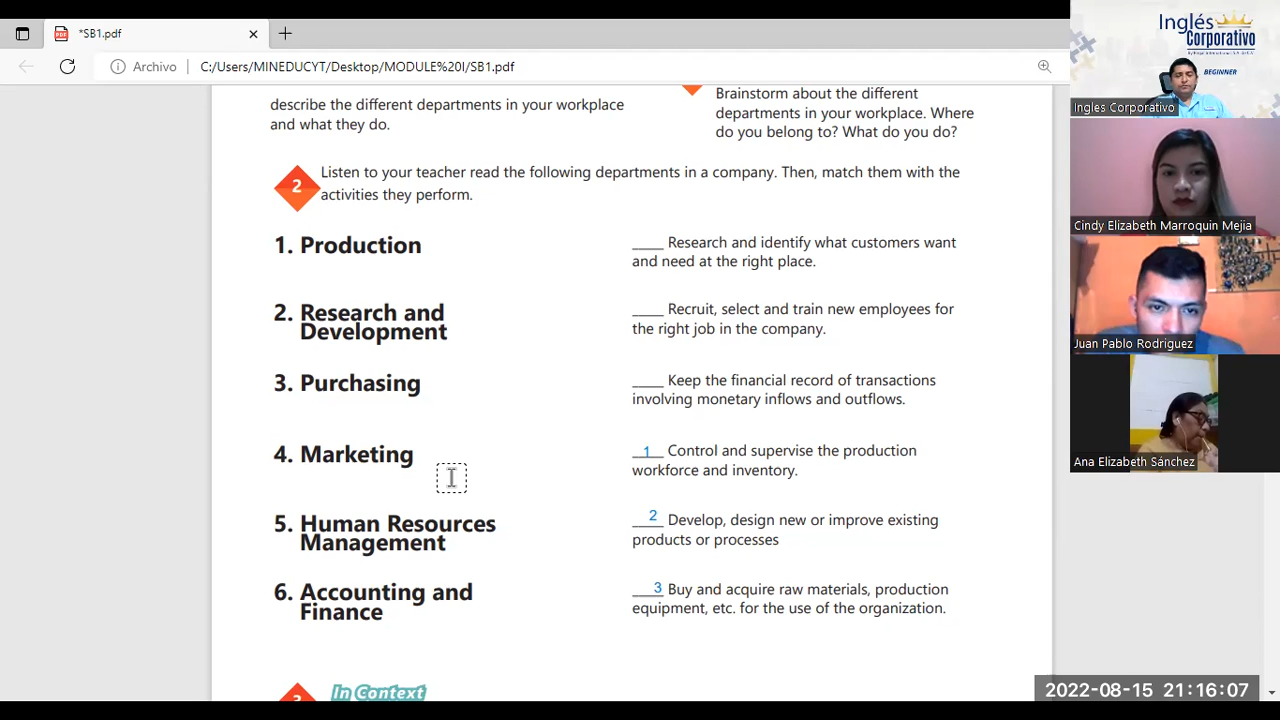 *SB1.pdf
Archivo
C:/Users/MINEDUCYT/Desktop/MODULE%20I/SB1.pdf
describe the different departments in your workplace
and what they do.
Brainstorm about the different
departments in your workplace. Where
do you belong to? What do you do?
2
Listen to your teacher read the following departments in a company. Then, match them with the
activities they perform.
1. Production
2. Research and
Development
3. Purchasing
4. Marketing
5. Human Resources
Management
6. Accounting and
Finance
____ Research and identify what customers want
and need at the right place.
____ Recruit, select and train new employees for
the right job in the company.
____ Keep the financial record of transactions
involving monetary inflows and outflows.
1 Control and supervise the production
workforce and inventory.
2 Develop, design new or improve existing
products or processes
3 Buy and acquire raw materials, production
equipment, etc. for the use of the organization.
3
In Context
Inglés
Corporativo
BEGINNER
Ingles Corporativo
Cindy Elizabeth Marroquin Mejia
Juan Pablo Rodriguez
Ana Elizabeth Sánchez
2022-08-15 21:16:07